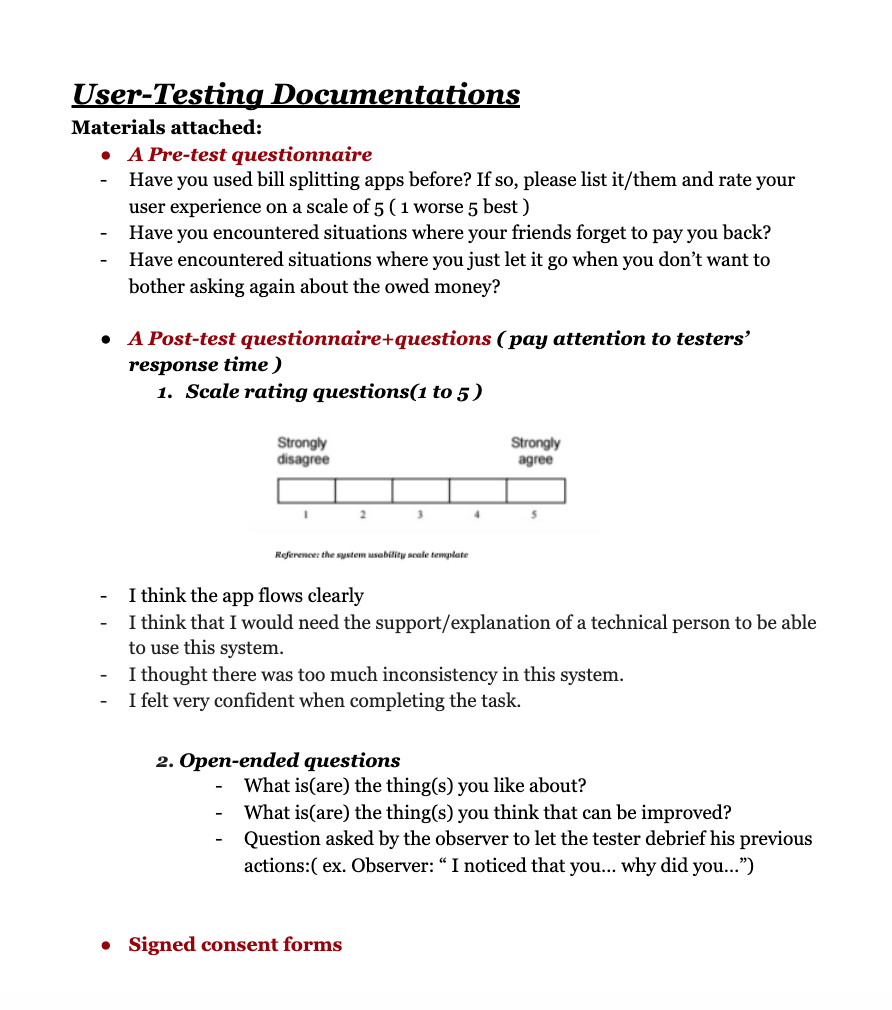 User-Testing Documentations
Materials attached:
● A Pre-test questionnaire
- Have you used bill splitting apps before? If so, please list it/them and rate your
user experience on a scale of 5 ( 1 worse 5 best )
- Have you encountered situations where your friends forget to pay you back?
- Have encountered situations where you just let it go when you don’t want to
bother asking again about the owed money?
● A Post-test questionnaire+questions ( pay attention to testers’
response time )
1. Scale rating questions(1 to 5 )
Strongly Strongly
disagree agree
1 2 3 4 5
Reference: the system usability scale template
- I think the app flows clearly
- I think that I would need the support/explanation of a technical person to be able
to use this system.
- I thought there was too much inconsistency in this system.
- I felt very confident when completing the task.
2. Open-ended questions
- What is(are) the thing(s) you like about?
- What is(are) the thing(s) you think that can be improved?
- Question asked by the observer to let the tester debrief his previous
actions:( ex. Observer: “ I noticed that you... why did you...”)
● Signed consent forms